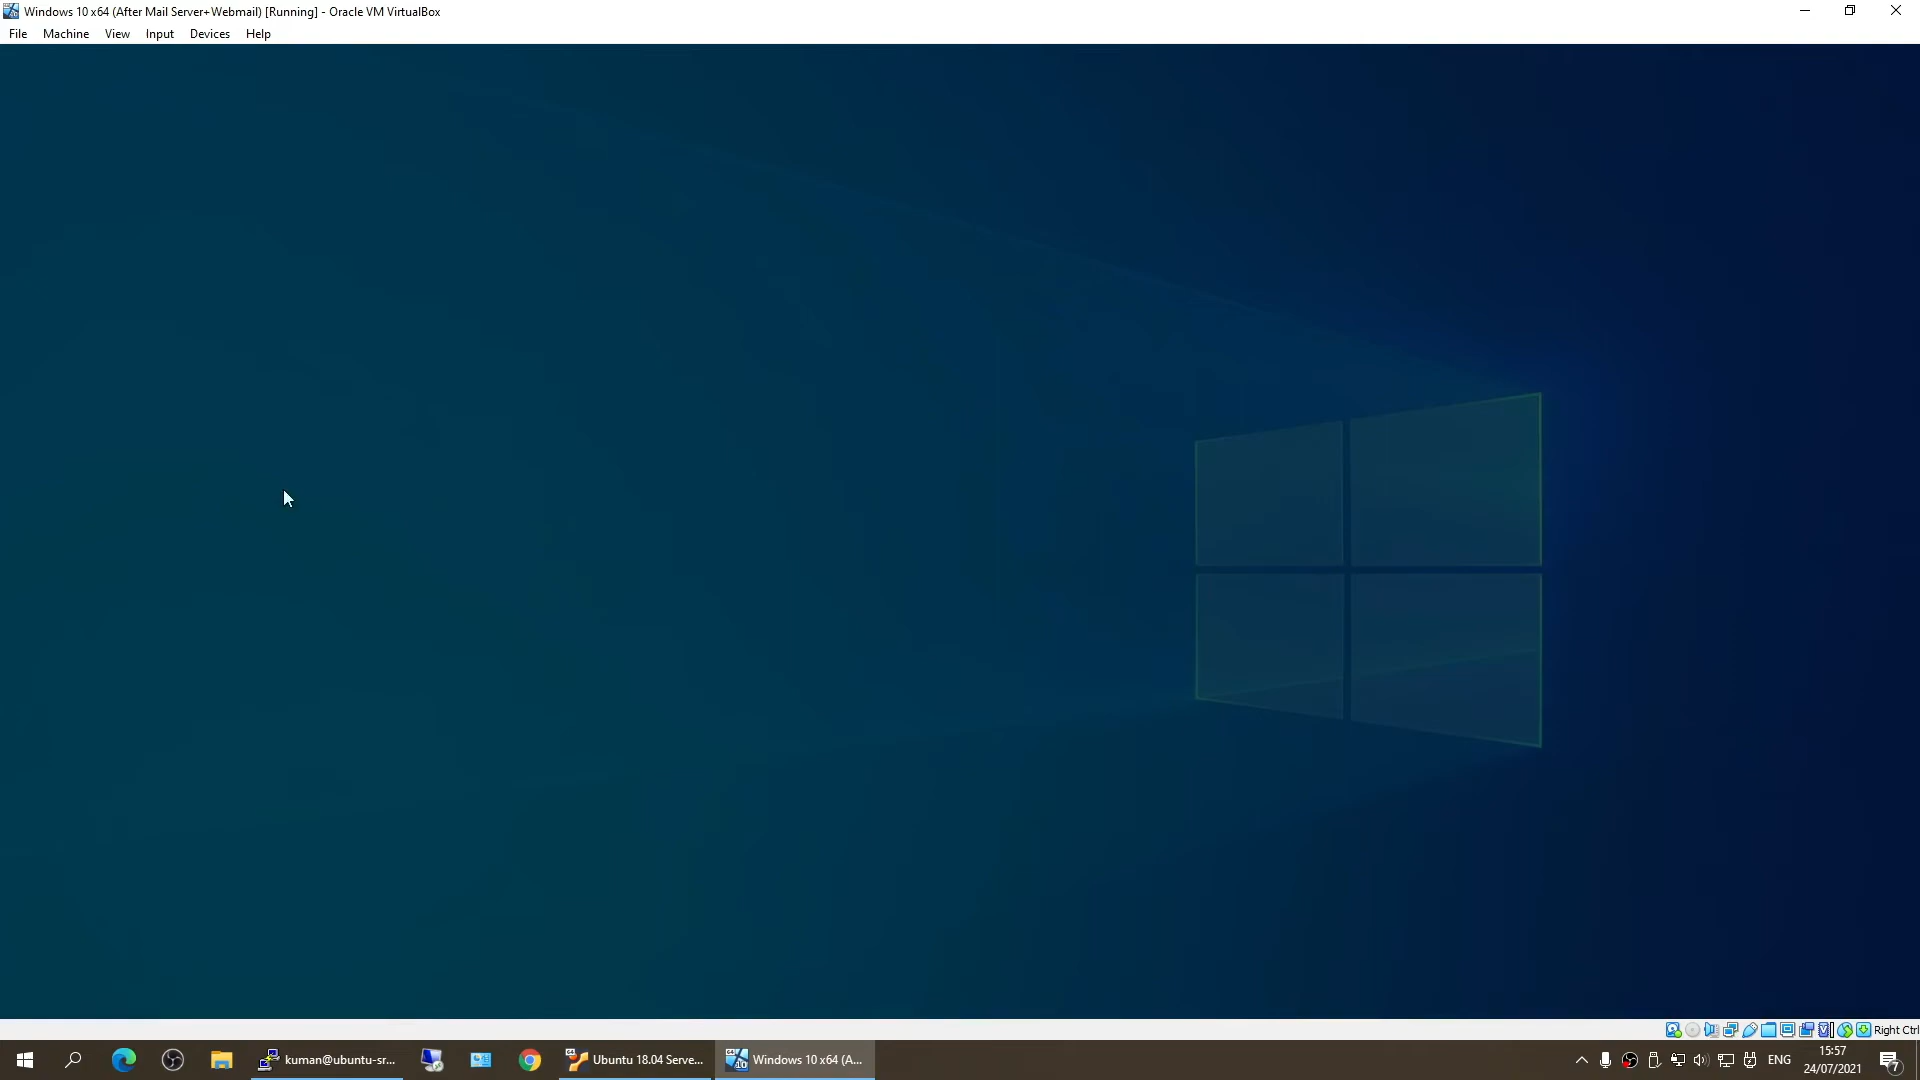 Windows 10 x64 (After Mail Server+Webmail) [Running] - Oracle VM VirtualBox
File Machine View Input Devices Help
Right Ctrl
kuman@ubuntu-sr...
Ubuntu 18.04 Serve...
Windows 10 x64 (A...
ENG
15:57
24/07/2021
7